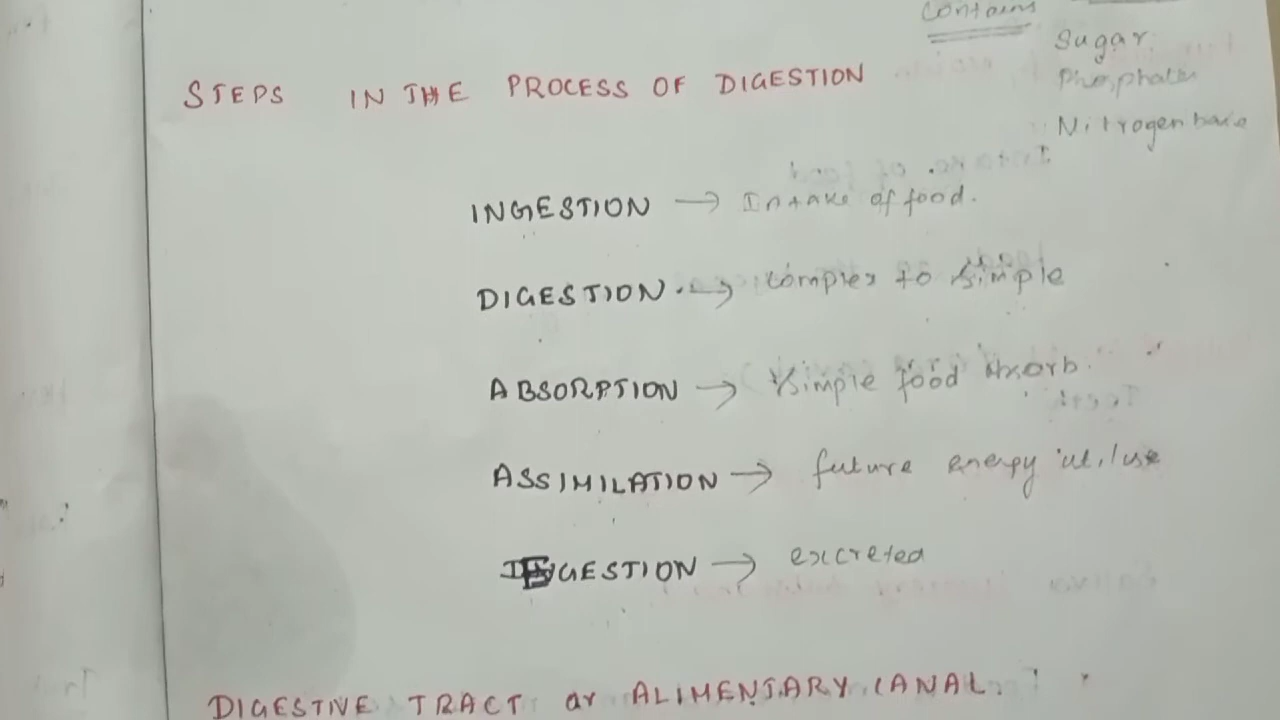 contains
Sugar
Phosphate
Nitrogen base
STEPS IN THE PROCESS OF DIGESTION
INGESTION → Intake of food.
DIGESTION → complex to simple
ABSORPTION → simple food absorb
ASSIMILATION → future energy utiluse
EGESTION → excreted
DIGESTIVE TRACT or ALIMENTARY CANAL.